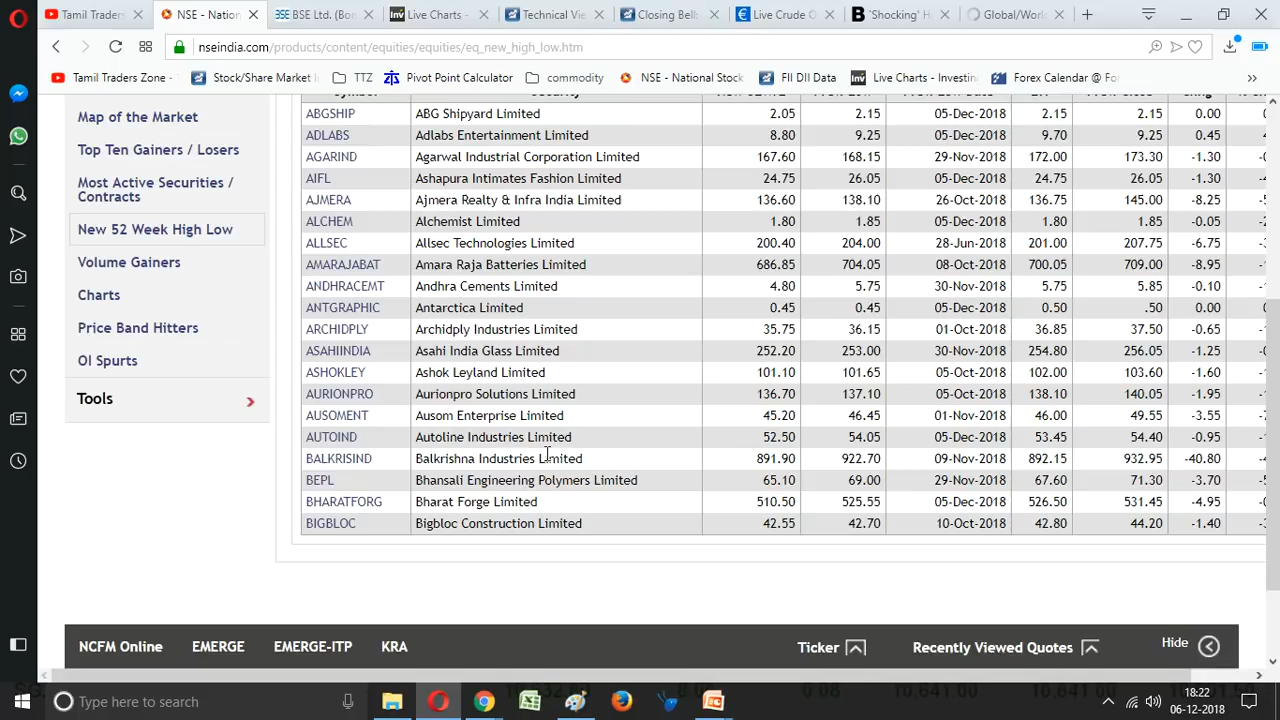 Tamil Traders
NSE - Nation
BSE Ltd. (Bom
Live Charts -
Technical Vie
Closing Bell:
Live Crude O
'Shocking' H
Global/Worl
nseindia.com/products/content/equities/equities/eq_new_high_low.htm
Tamil Traders Zone -
Stock/Share Market
TTZ
Pivot Point Calculator
commodity
NSE - National Stock
FII DII Data
Live Charts - Investin
Forex Calendar @ Fo
Map of the Market
Top Ten Gainers / Losers
Most Active Securities /
Contracts
New 52 Week High Low
Volume Gainers
Charts
Price Band Hitters
OI Spurts
Tools
ABGSHIP ABG Shipyard Limited 2.05 2.15 05-Dec-2018 2.15 2.15 0.00
ADLABS Adlabs Entertainment Limited 8.80 9.25 05-Dec-2018 9.70 9.25 0.45
AGARIND Agarwal Industrial Corporation Limited 167.60 168.15 29-Nov-2018 172.00 173.30 -1.30
AIFL Ashapura Intimates Fashion Limited 24.75 26.05 05-Dec-2018 24.75 26.05 -1.30
AJMERA Ajmera Realty & Infra India Limited 136.60 138.10 26-Oct-2018 136.75 145.00 -8.25
ALCHEM Alchemist Limited 1.80 1.85 05-Dec-2018 1.80 1.85 -0.05
ALLSEC Allsec Technologies Limited 200.40 204.00 28-Jun-2018 201.00 207.75 -6.75
AMARAJABAT Amara Raja Batteries Limited 686.85 704.05 08-Oct-2018 700.05 709.00 -8.95
ANDHRACEMT Andhra Cements Limited 4.80 5.75 30-Nov-2018 5.75 5.85 -0.10
ANTGRAPHIC Antarctica Limited 0.45 0.45 05-Dec-2018 0.50 .50 0.00
ARCHIDPLY Archidply Industries Limited 35.75 36.15 01-Oct-2018 36.85 37.50 -0.65
ASAHIINDIA Asahi India Glass Limited 252.20 253.00 30-Nov-2018 254.80 256.05 -1.25
ASHOKLEY Ashok Leyland Limited 101.10 101.65 05-Oct-2018 102.00 103.60 -1.60
AURIONPRO Aurionpro Solutions Limited 136.70 137.10 05-Oct-2018 138.10 140.05 -1.95
AUSOMENT Ausom Enterprise Limited 45.20 46.45 01-Nov-2018 46.00 49.55 -3.55
AUTOIND Autoline Industries Limited 52.50 54.05 05-Dec-2018 53.45 54.40 -0.95
BALKRISIND Balkrishna Industries Limited 891.90 922.70 09-Nov-2018 892.15 932.95 -40.80
BEPL Bhansali Engineering Polymers Limited 65.10 69.00 29-Nov-2018 67.60 71.30 -3.70
BHARATFORG Bharat Forge Limited 510.50 525.55 05-Dec-2018 526.50 531.45 -4.95
BIGBLOC Bigbloc Construction Limited 42.55 42.70 10-Oct-2018 42.80 44.20 -1.40
NCFM Online EMERGE EMERGE-ITP KRA Ticker Recently Viewed Quotes Hide
Type here to search
18:22
06-12-2018